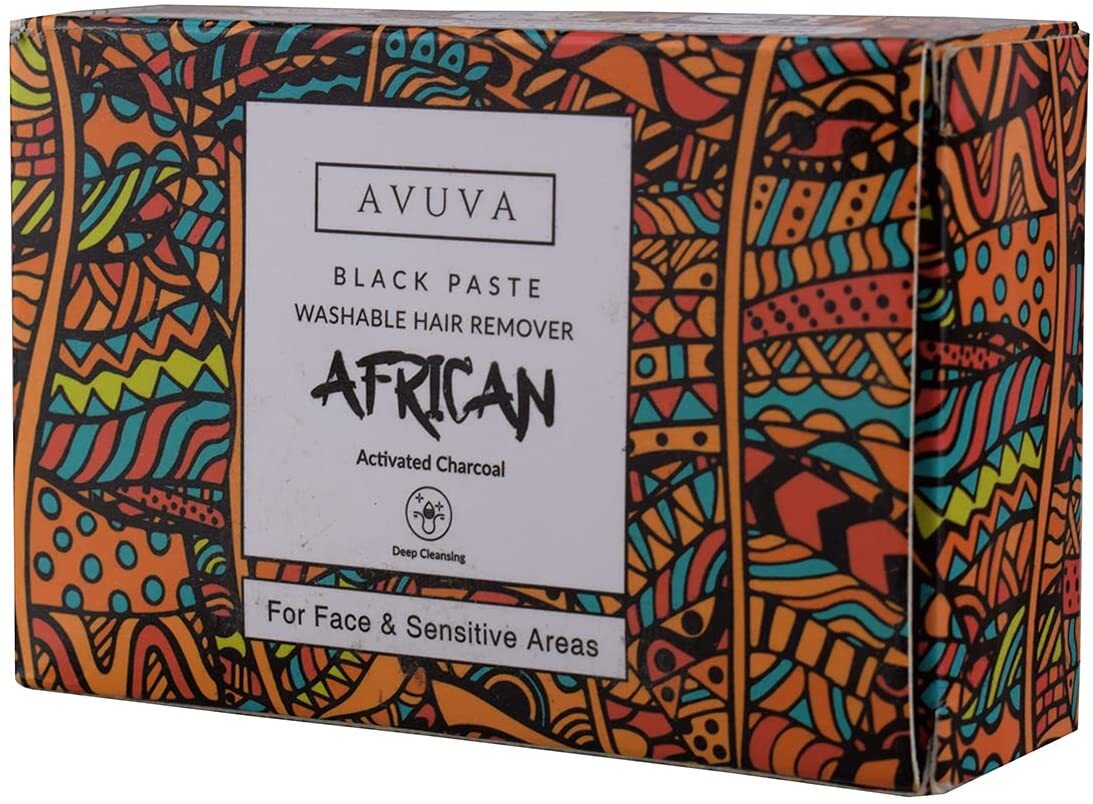 AVUVA
BLACK PASTE
WASHABLE HAIR REMOVER
AFRICAN
Activated Charcoal
Deep Cleansing
For Face & Sensitive Areas